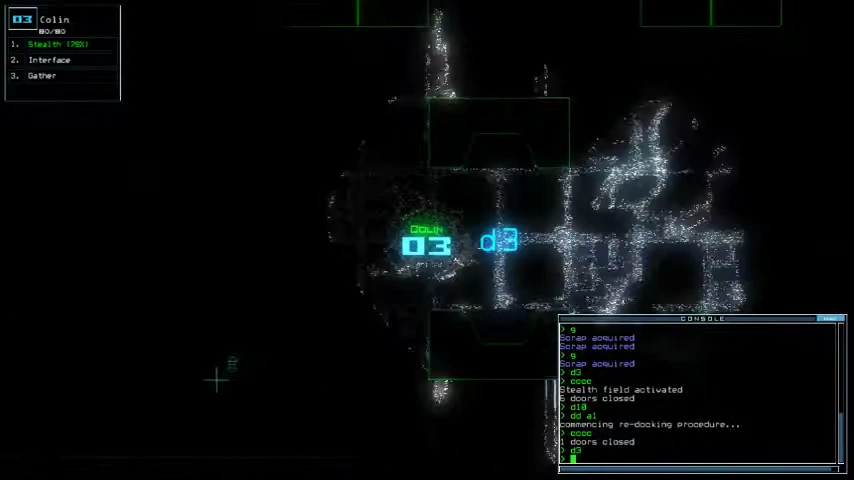 03 Colin
80/80
1. Stealth (78%)
2. Interface
3. Gather
COLIN
03
d3
CONSOLE
> g
Scrap acquired
Scrap acquired
> g
Scrap acquired
> d3
> cccc
Stealth field activated
6 doors closed
> d10
> dd a1
commencing re-docking procedure...
> cccc
1 doors closed
> d3
>